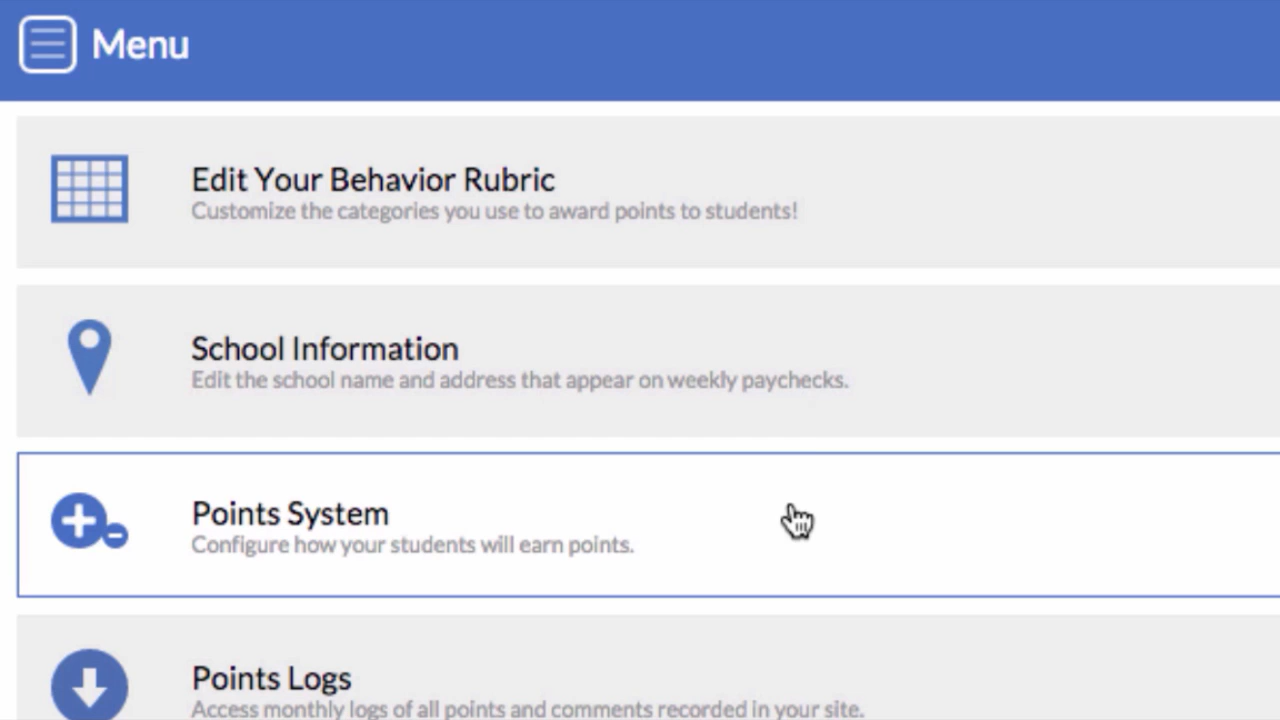 Menu
Edit Your Behavior Rubric
Customize the categories you use to award points to students!
School Information
Edit the school name and address that appear on weekly paychecks.
Points System
Configure how your students will earn points.
Points Logs
Access monthly logs of all points and comments recorded in your site.